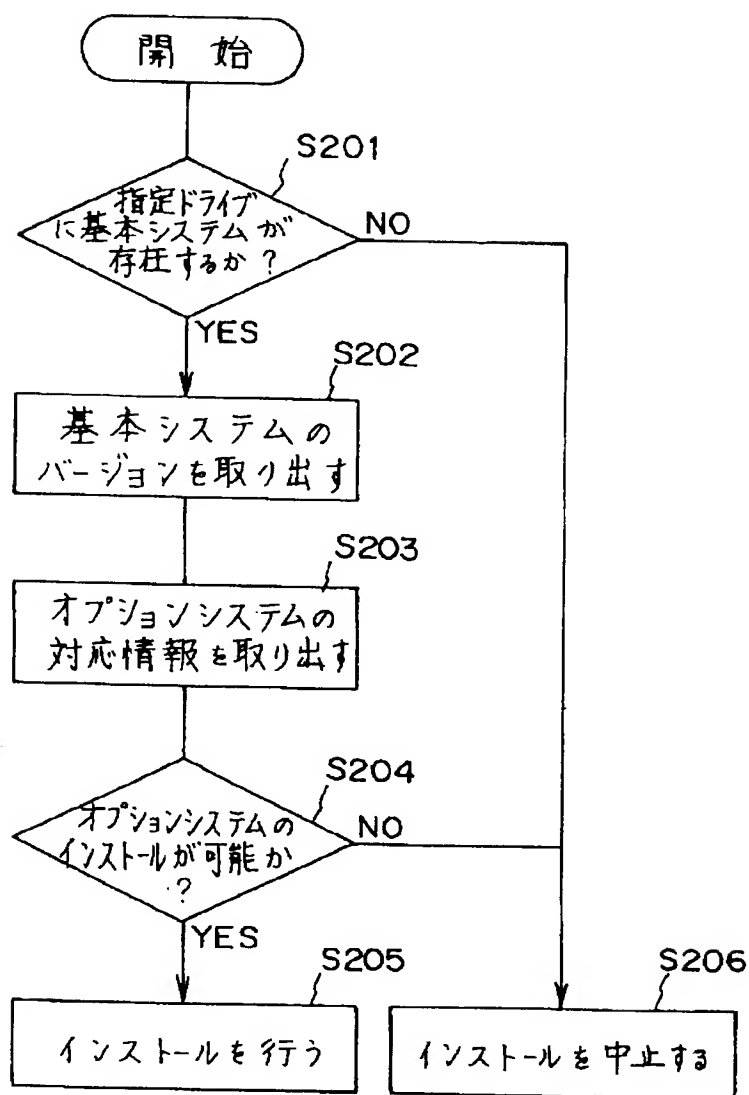 開始
S201
指定ドライブ
に基本システムが
存在するか？
NO
YES
S202
基本システムの
バージョンを取り出す
S203
オプションシステムの
対応情報を取り出す
S204
オプションシステムの
インストールが可能か
？
NO
YES
S205
インストールを行う
S206
インストールを中止する